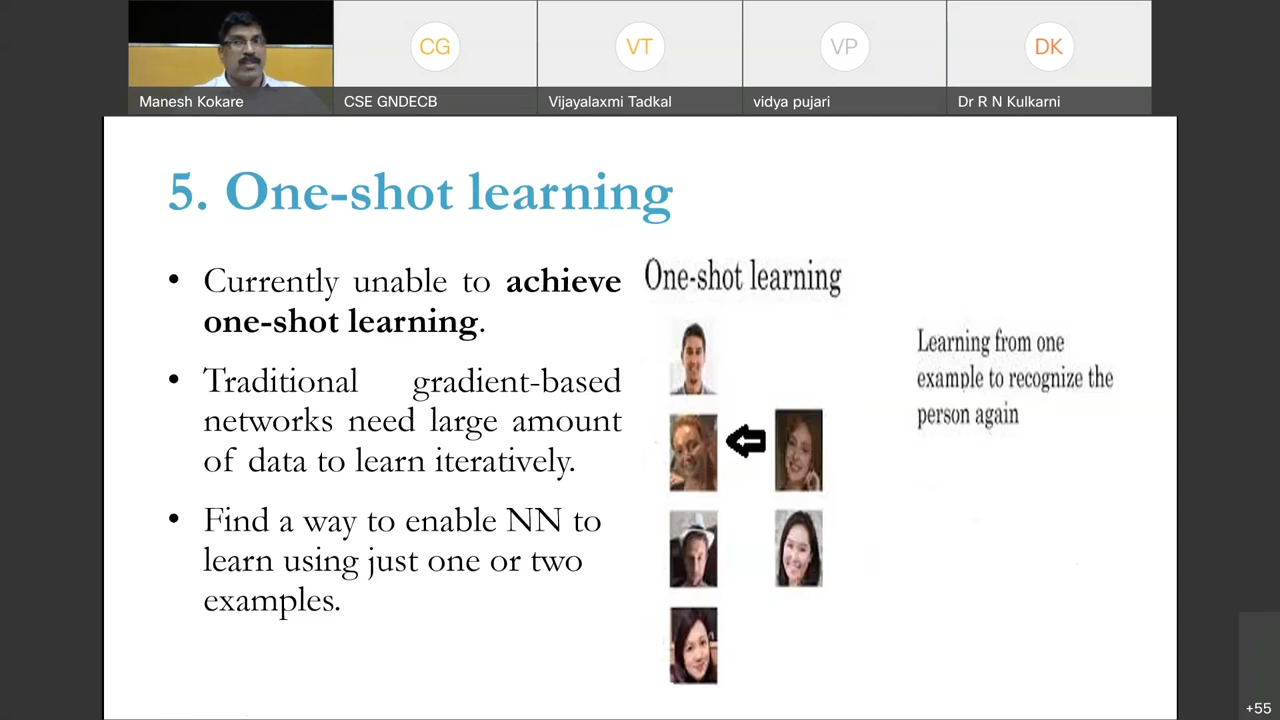 CG
VT
VP
DK
Manesh Kokare
CSE GNDECB
Vijayalaxmi Tadkal
vidya pujari
Dr R N Kulkarni
5. One-shot learning
• Currently unable to achieve
one-shot learning.
• Traditional gradient-based
networks need large amount
of data to learn iteratively.
• Find a way to enable NN to
learn using just one or two
examples.
One-shot learning
Learning from one
example to recognize the
person again
+55